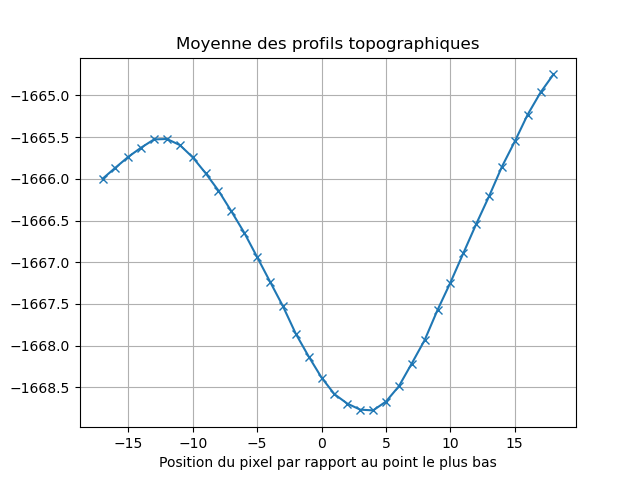 Moyenne des profils topographiques
−1665.0
−1665.5
−1666.0
−1666.5
−1667.0
−1667.5
−1668.0
−1668.5
−15 −10 −5 0 5 10 15
Position du pixel par rapport au point le plus bas